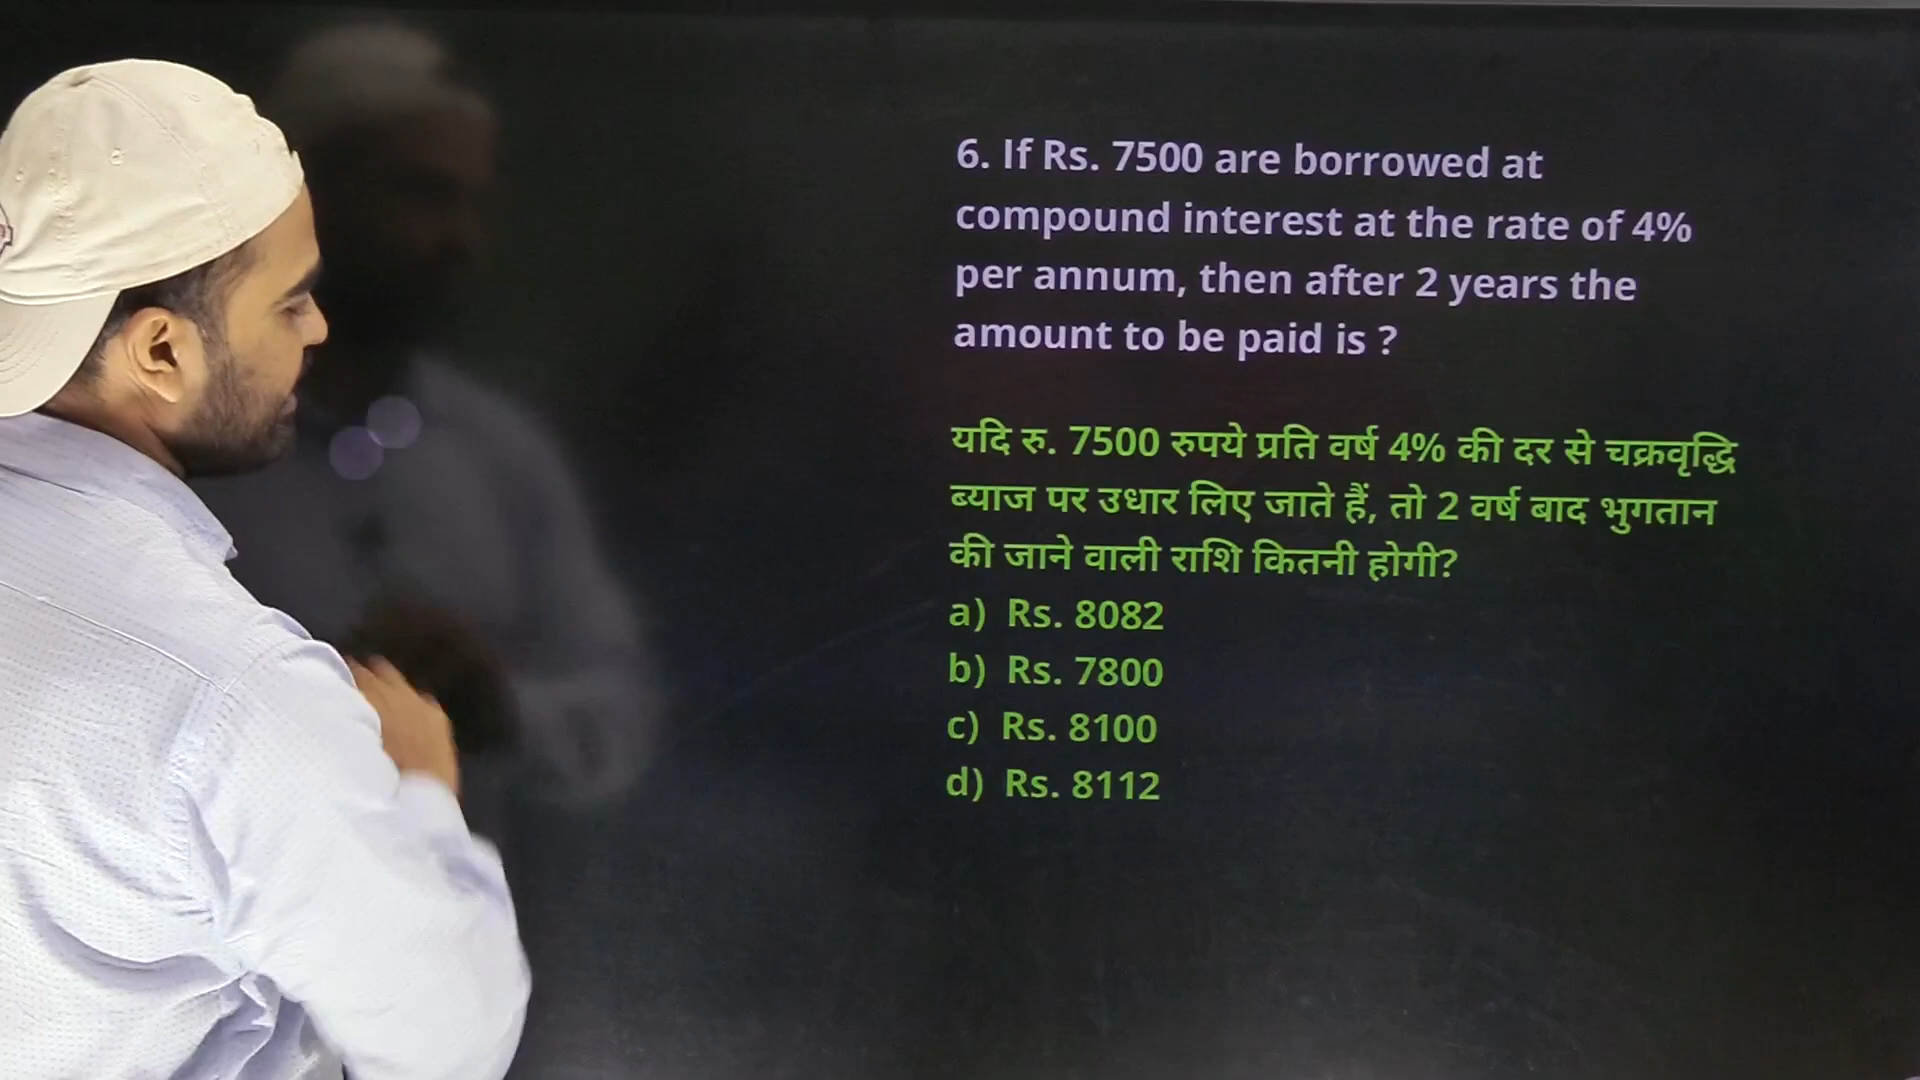 6. If Rs. 7500 are borrowed at
compound interest at the rate of 4%
per annum, then after 2 years the
amount to be paid is ?
यदि रु. 7500 रुपये प्रति वर्ष 4% की दर से चक्रवृद्धि
ब्याज पर उधार लिए जाते हैं, तो 2 वर्ष बाद भुगतान
की जाने वाली राशि कितनी होगी?
a) Rs. 8082
b) Rs. 7800
c) Rs. 8100
d) Rs. 8112